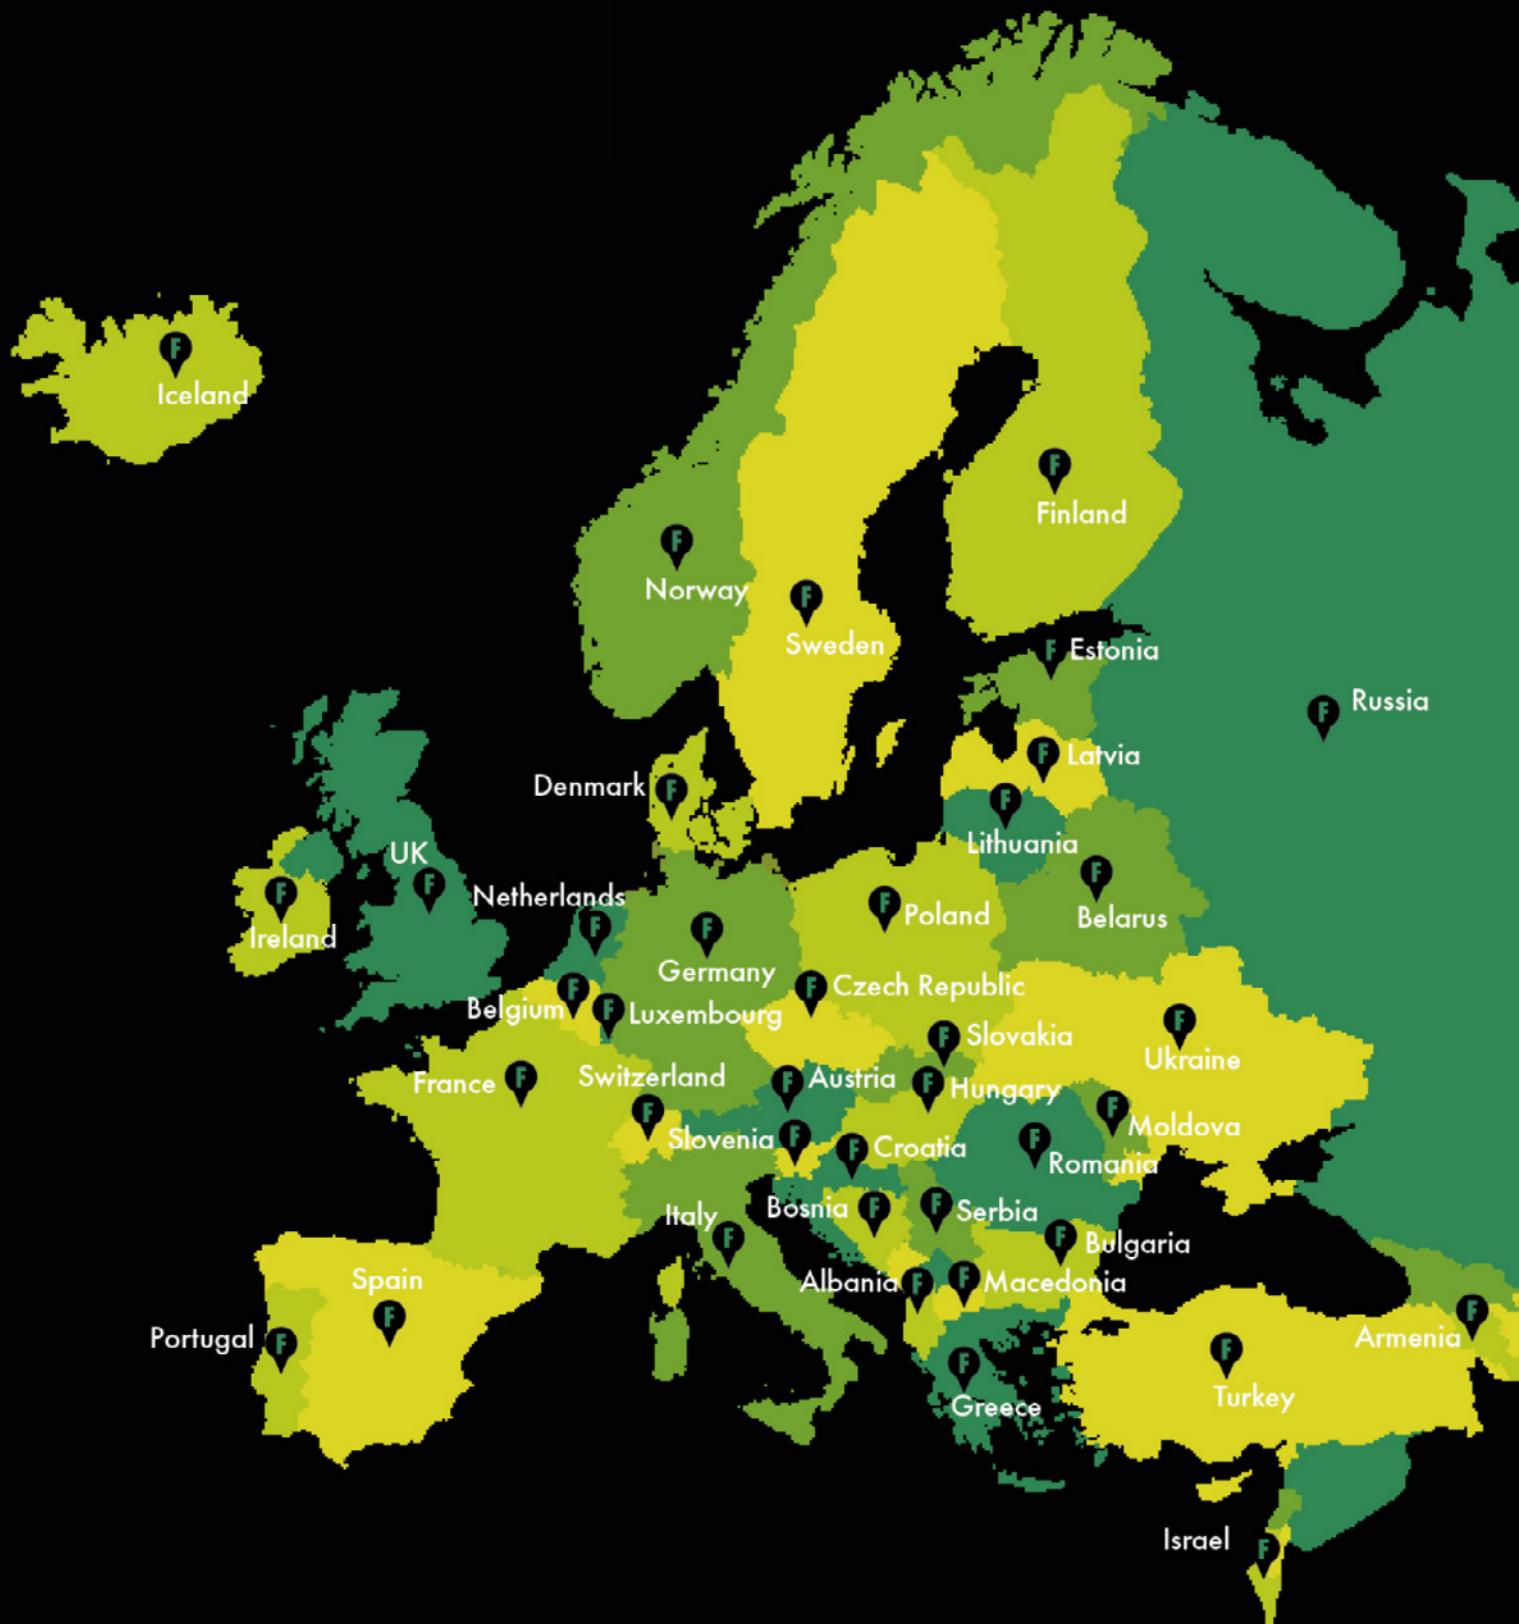 F
Iceland
F
Finland
F
Norway
F
Sweden
F Estonia
F Russia
F Latvia
Denmark F
F
Lithuania
UK
F
F
Belarus
Netherlands
F
F
Ireland
F Poland
F
Germany
F Czech Republic
Belgium F
F Luxembourg
F
Ukraine
F Slovakia
France F
Switzerland
F
F Austria
F Hungary
F
Moldova
Slovenia F
F Croatia
F
Romania
Bosnia F
F Serbia
Italy
F
F Bulgaria
Spain
F
Albania F
F Macedonia
Portugal F
F
Armenia
F
Turkey
F
Greece
Israel
F